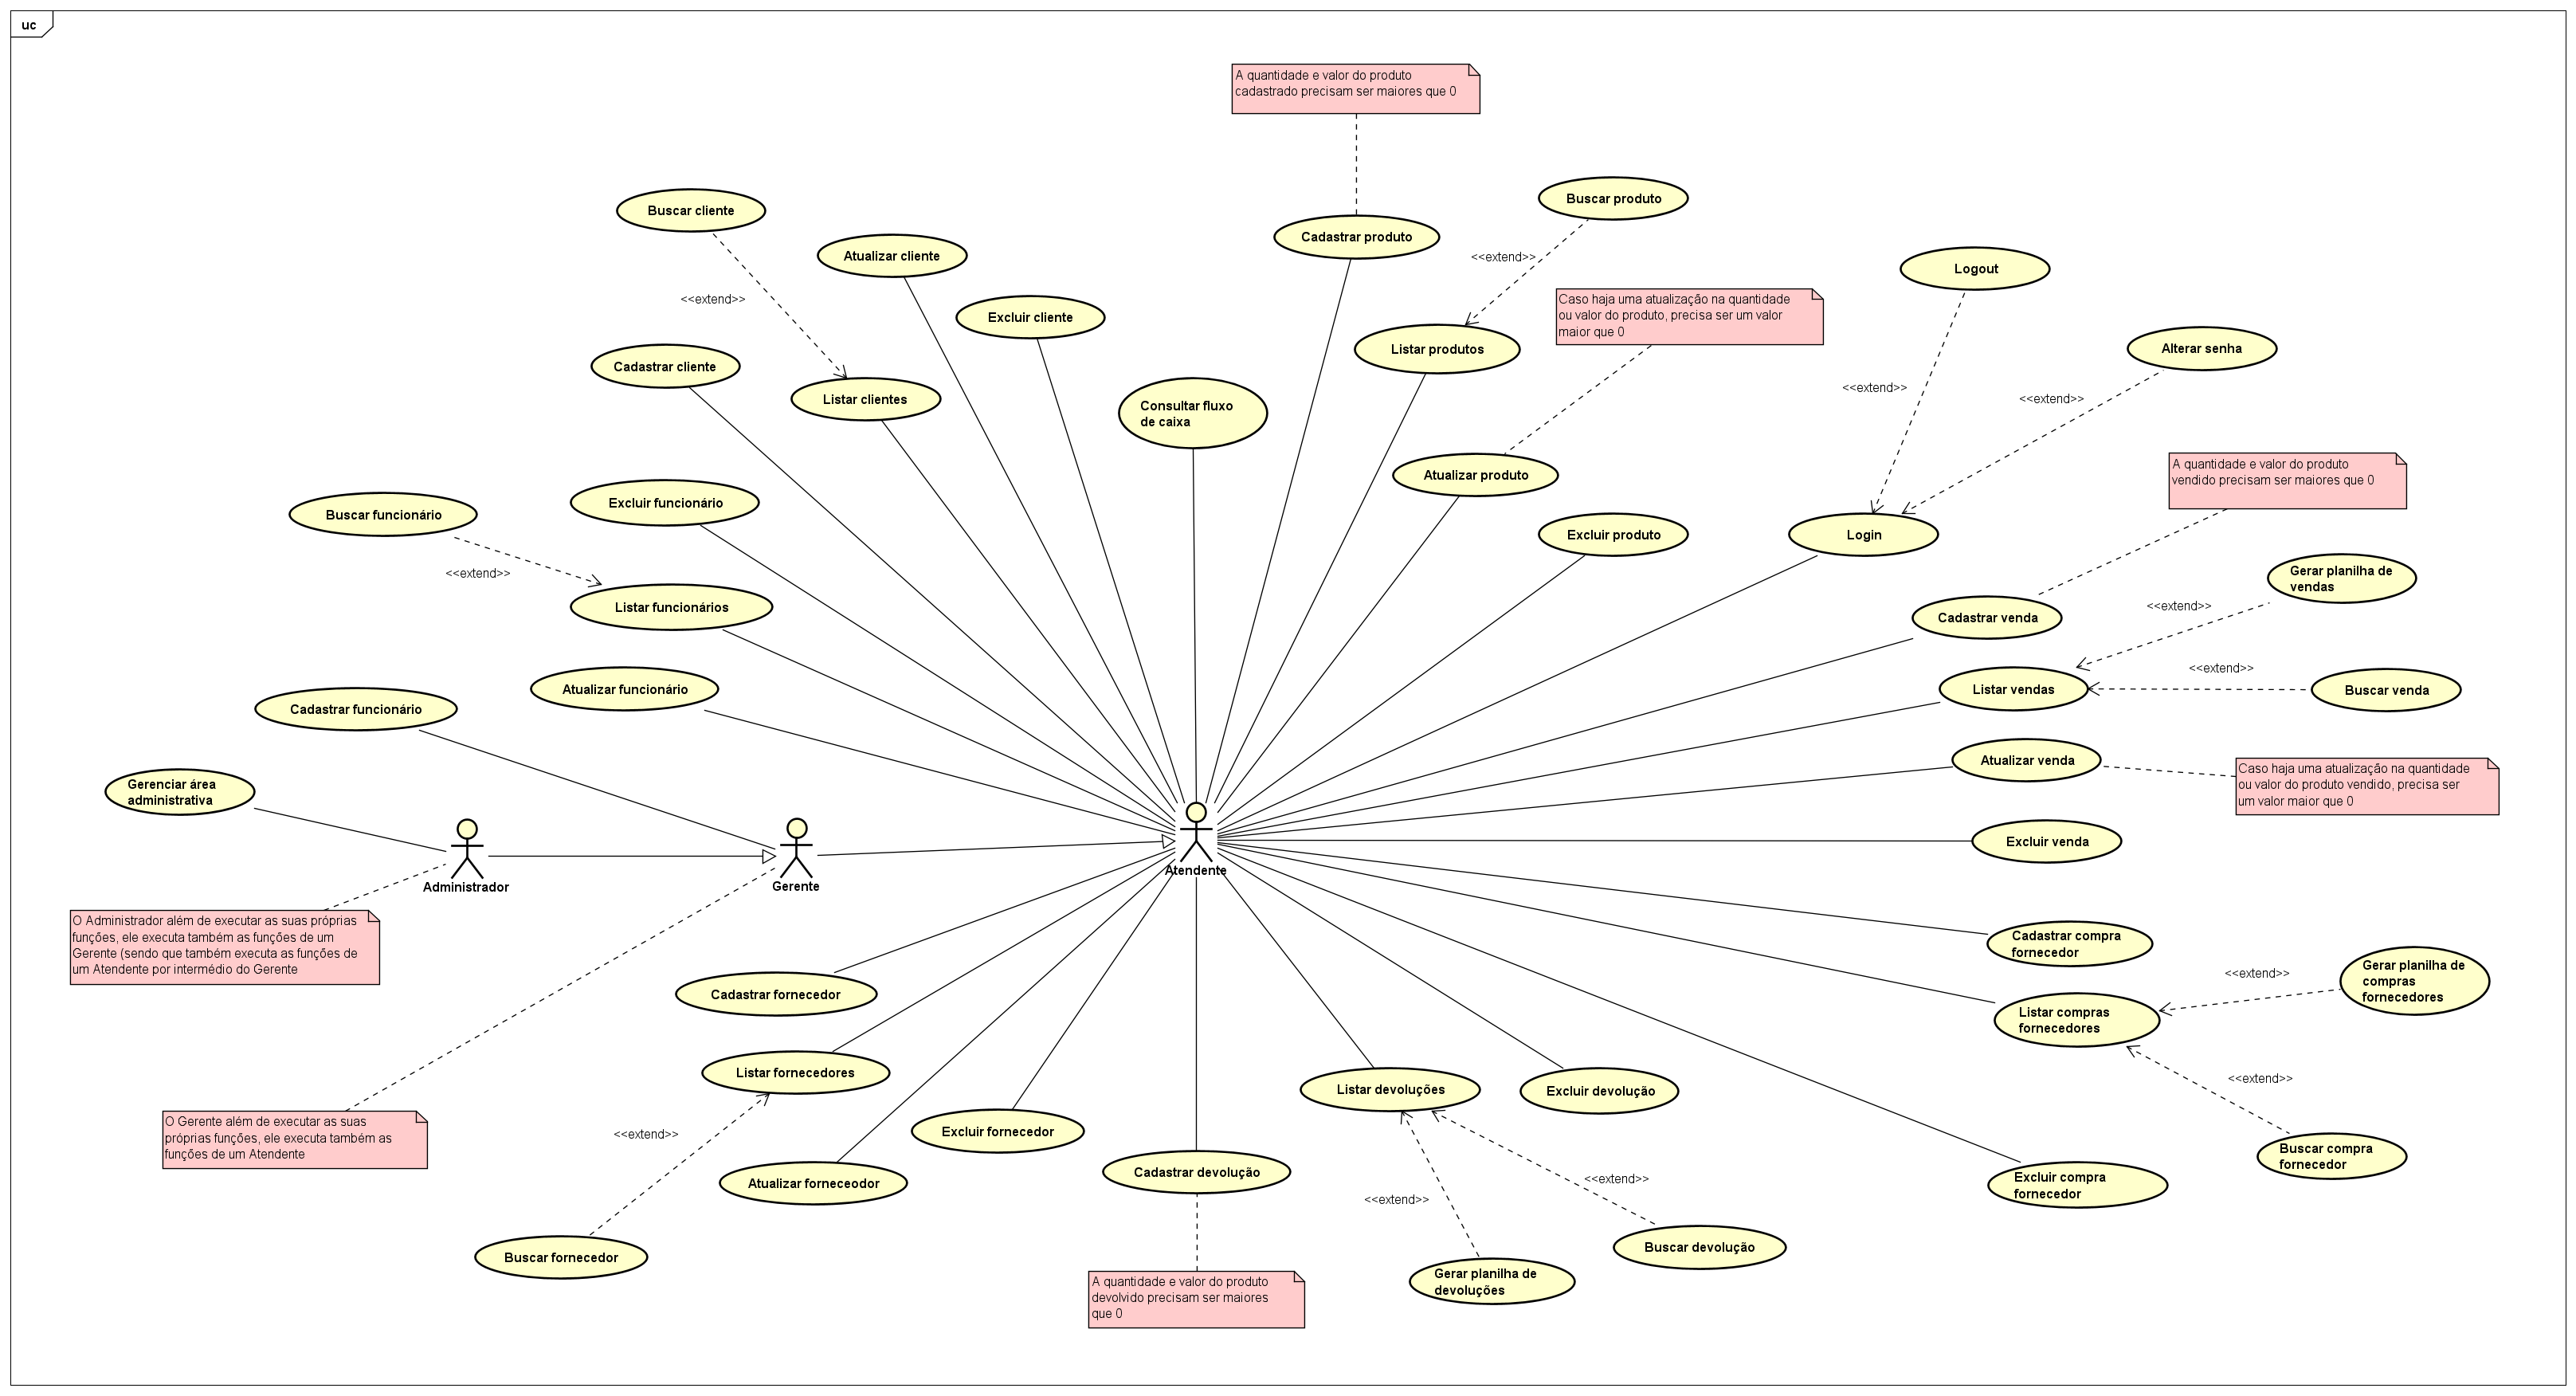 uc
A quantidade e valor do produto
cadastrado precisam ser maiores que 0
Buscar cliente
Atualizar cliente
Excluir cliente
<<extend>>
Cadastrar cliente
Listar clientes
Consultar fluxo
de caixa
Cadastrar produto
Buscar produto
<<extend>>
Listar produtos
Caso haja uma atualização na quantidade
ou valor do produto, precisa ser um valor
maior que 0
Atualizar produto
Excluir produto
Logout
Alterar senha
<<extend>>
<<extend>>
Login
A quantidade e valor do produto
vendido precisam ser maiores que 0
Cadastrar venda
Gerar planilha de
vendas
<<extend>>
<<extend>>
Listar vendas
Buscar venda
Atualizar venda
Caso haja uma atualização na quantidade
ou valor do produto vendido, precisa ser
um valor maior que 0
Excluir venda
Buscar funcionário
Excluir funcionário
<<extend>>
Listar funcionários
Atualizar funcionário
Cadastrar funcionário
Gerenciar área
administrativa
Administrador
Gerente
Atendente
O Administrador além de executar as suas próprias
funções, ele executa também as funções de um
Gerente (sendo que também executa as funções de
um Atendente por intermédio do Gerente
O Gerente além de executar as suas
próprias funções, ele executa também as
funções de um Atendente
Cadastrar fornecedor
Listar fornecedores
<<extend>>
Excluir fornecedor
Atualizar forneceodor
Buscar fornecedor
Cadastrar devolução
A quantidade e valor do produto
devolvido precisam ser maiores
que 0
Listar devoluções
Excluir devolução
<<extend>>
<<extend>>
Buscar devolução
Gerar planilha de
devoluções
Cadastrar compra
fornecedor
Gerar planilha de
compras
fornecedores
<<extend>>
Listar compras
fornecedores
<<extend>>
Buscar compra
fornecedor
Excluir compra
fornecedor